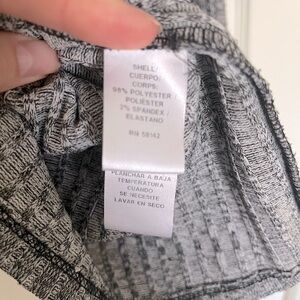 SHELL/
CUERPO/
CORPS:
98% POLYESTER/
POLIÉSTER
2% SPANDEX/
ELASTANO
RN 58142
PLANCHAR A BAJA
TEMPERATURA
CUANDO
SE NECESITE
LAVAR EN SECO